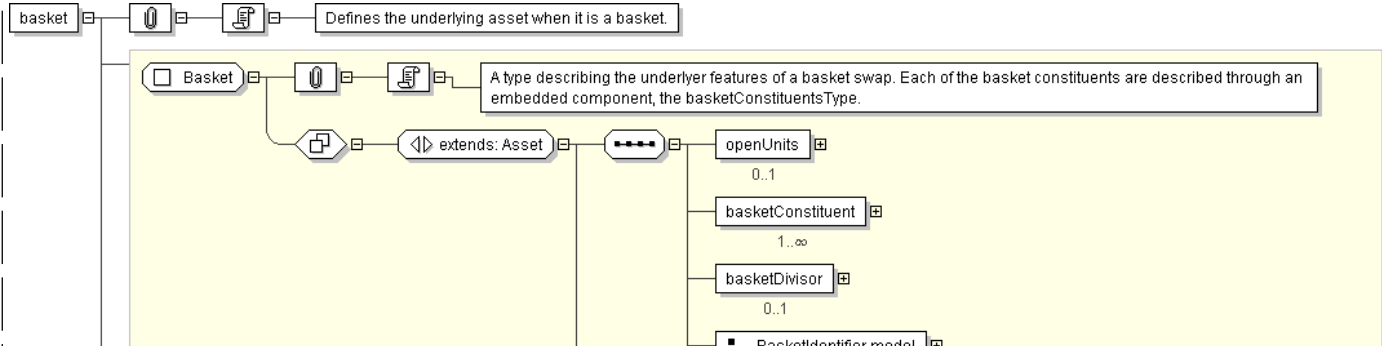 basket
Defines the underlying asset when it is a basket.
Basket
A type describing the underlyer features of a basket swap. Each of the basket constituents are described through an
embedded component, the basketConstituentsType.
extends: Asset
openUnits
0..1
basketConstituent
1..∞
basketDivisor
0..1
BasketIdentifier.model